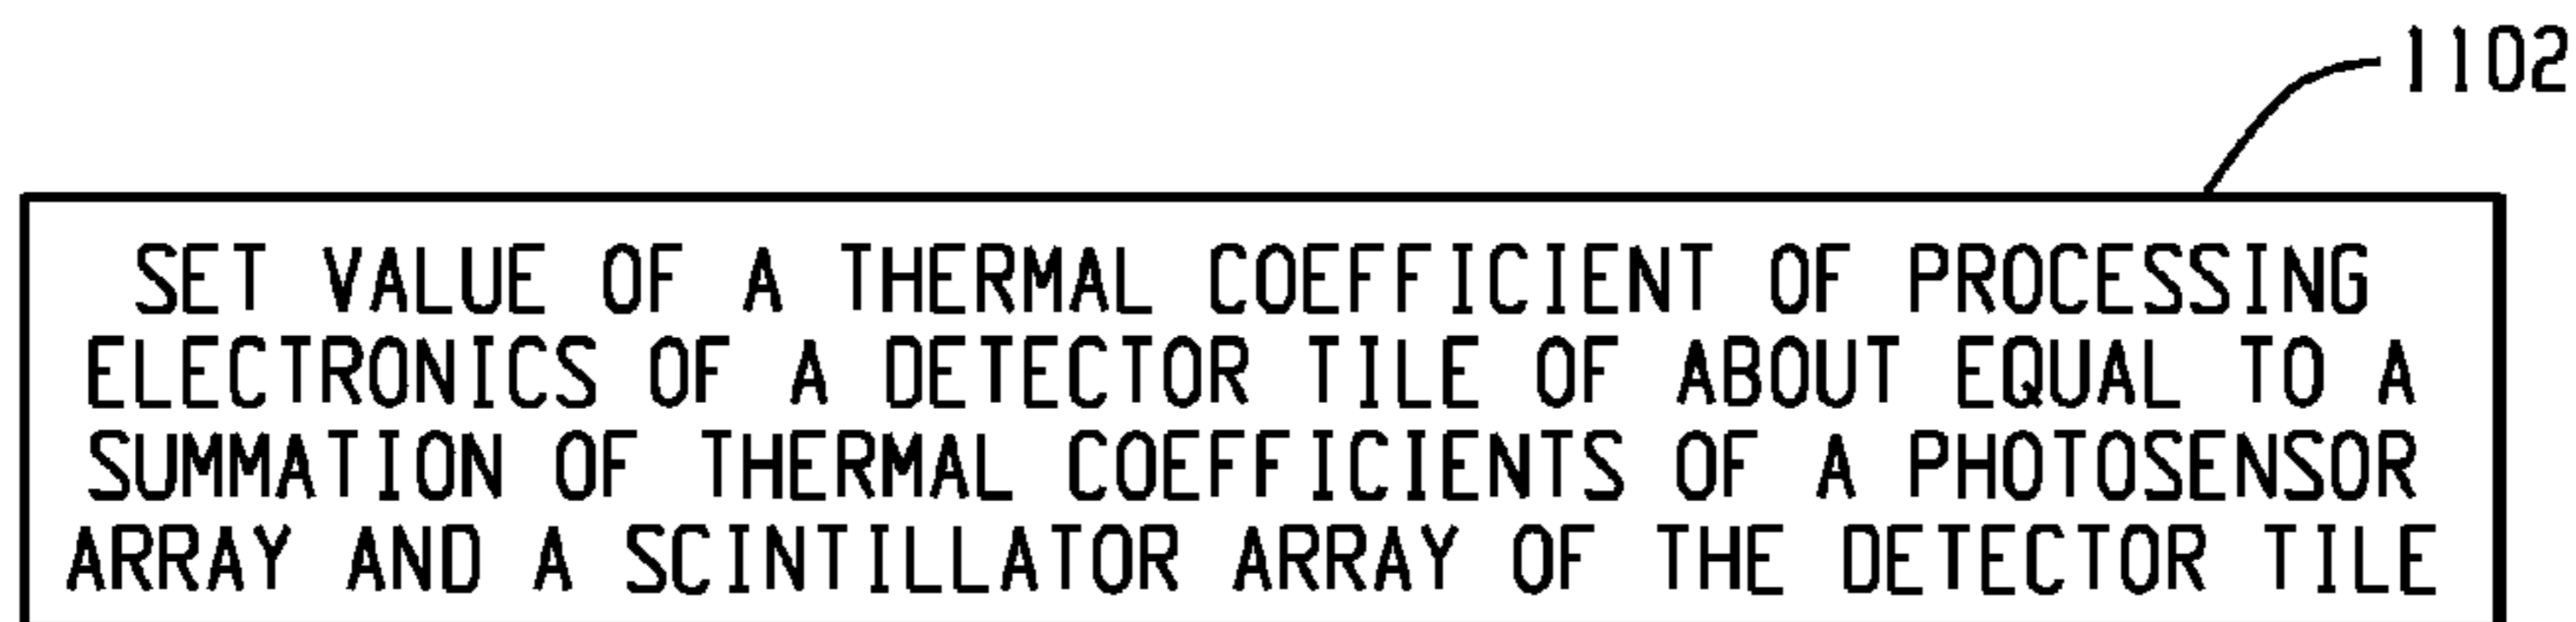 1102
SET VALUE OF A THERMAL COEFFICIENT OF PROCESSING
ELECTRONICS OF A DETECTOR TILE OF ABOUT EQUAL TO A
SUMMATION OF THERMAL COEFFICIENTS OF A PHOTOSENSOR
ARRAY AND A SCINTILLATOR ARRAY OF THE DETECTOR TILE